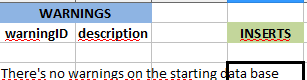 WARNINGS
warningID description INSERTS
There's no warnings on the starting data base